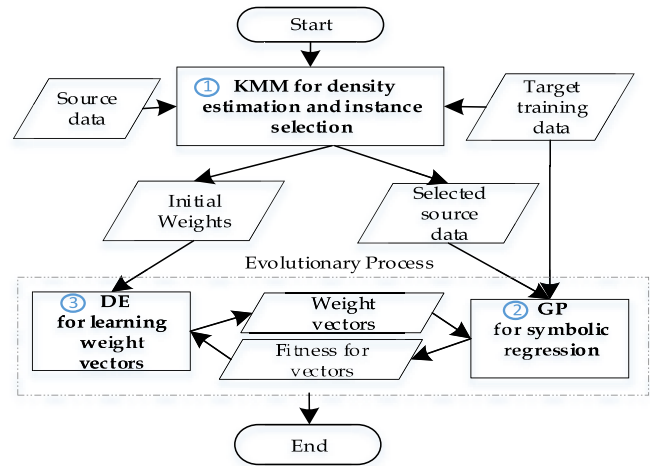 Start
① KMM for density
estimation and instance
selection
Source
data
Target
training
data
Initial
Weights
Selected
source
data
Evolutionary Process
③ DE
for learning
weight
vectors
Weight
vectors
Fitness for
vectors
② GP
for symbolic
regression
End